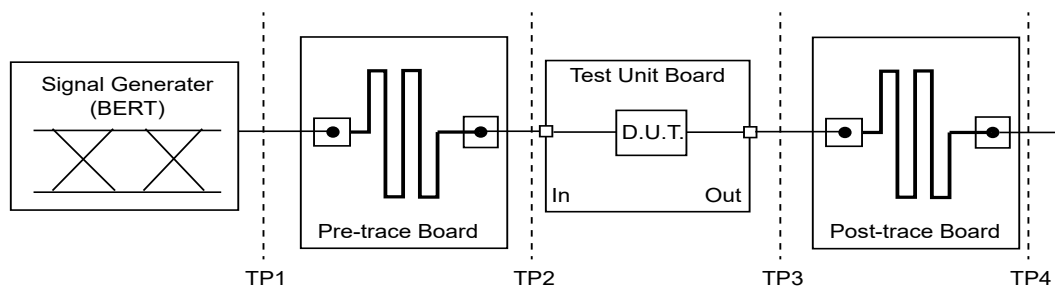 Signal Generater
(BERT)
Pre-trace Board
Test Unit Board
D.U.T.
In
Out
Post-trace Board
TP1
TP2
TP3
TP4